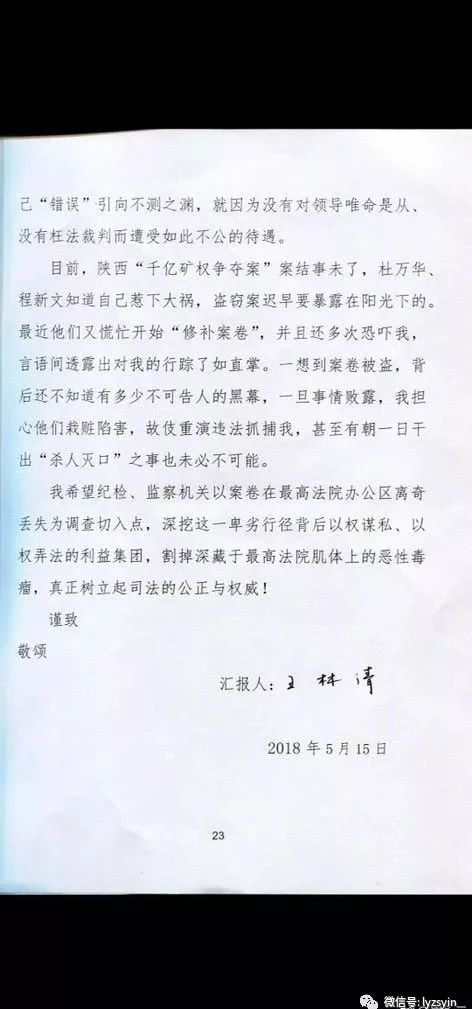 己“错误”引向不测之渊，就因为没有对领导唯命是从、
没有枉法裁判而遭受如此不公的待遇。
目前，陕西“千亿矿权争夺案”案结事未了，杜万华、
程新文知道自己惹下大祸，盗窃案迟早要暴露在阳光下的。
最近他们又慌忙开始“修补案卷”，并且还多次恐吓我，
言语间透露出对我的行踪了如直掌。一想到案卷被盗，背
后还不知道有多少不可告人的黑幕，一旦事情败露，我担
心他们栽赃陷害，故伎重演违法抓捕我，甚至有朝一日干
出“杀人灭口”之事也未必不可能。
我希望纪检、监察机关以案卷在最高法院办公区离奇
丢失为调查切入点，深挖这一卑劣行径背后以权谋私、以
权弄法的利益集团，割掉深藏于最高法院肌体上的恶性毒
瘤，真正树立起司法的公正与权威！
谨致
敬颂
汇报人：王林清
2018年5月15日
23
微信号: lyzsyin__